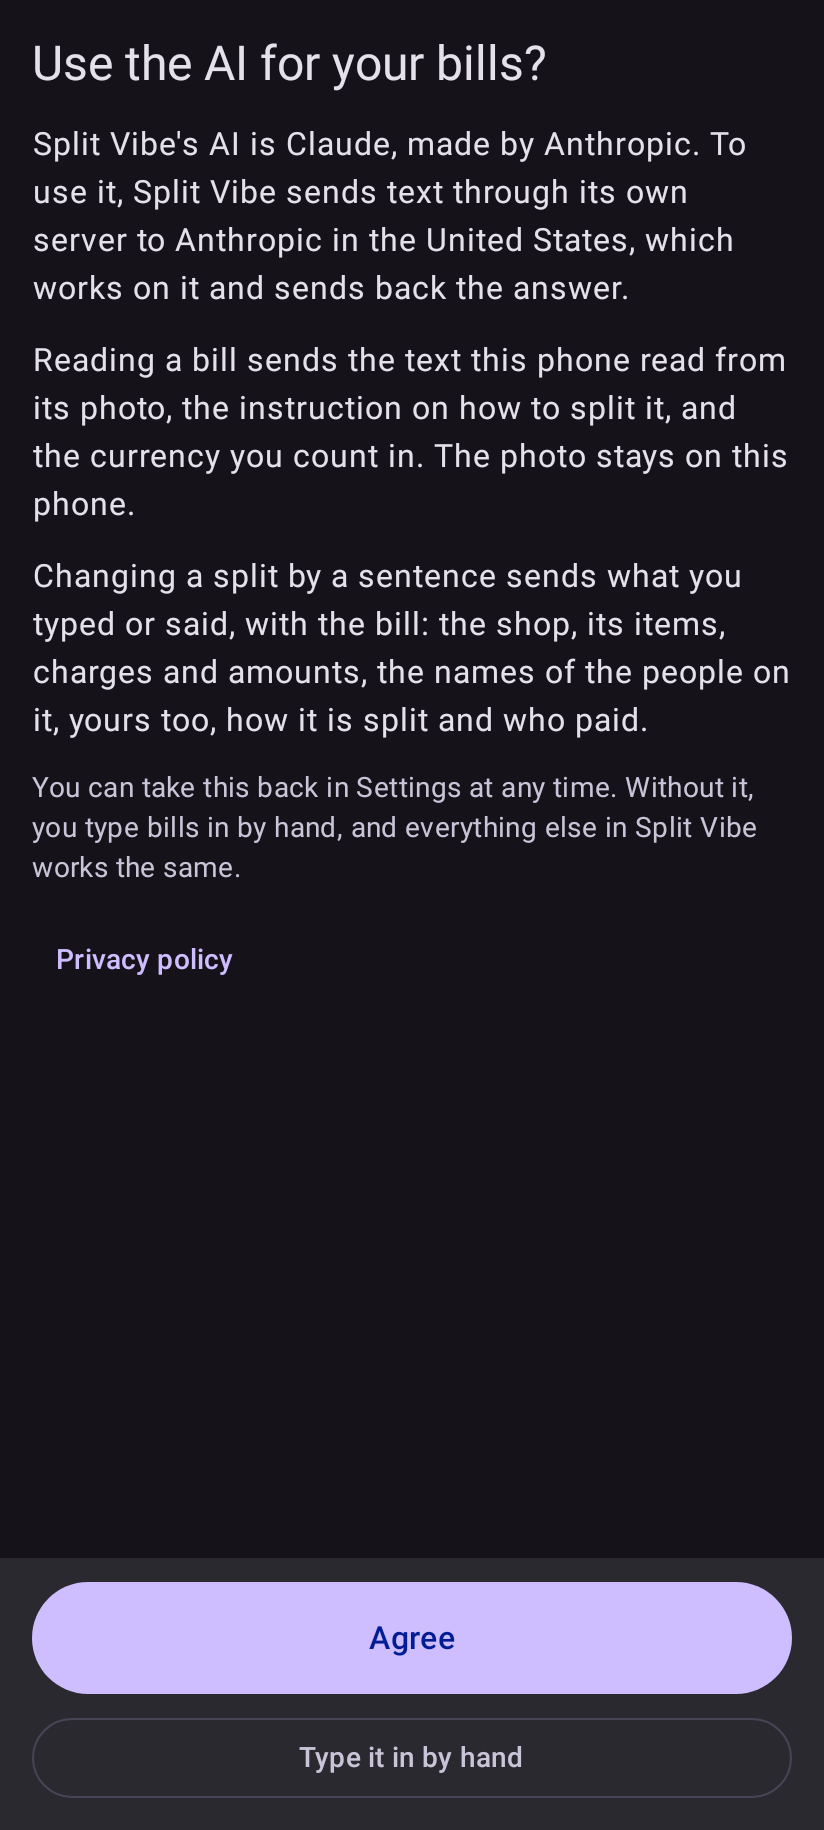 Use the AI for your bills?
Split Vibe's AI is Claude, made by Anthropic. To
use it, Split Vibe sends text through its own
server to Anthropic in the United States, which
works on it and sends back the answer.
Reading a bill sends the text this phone read from
its photo, the instruction on how to split it, and
the currency you count in. The photo stays on this
phone.
Changing a split by a sentence sends what you
typed or said, with the bill: the shop, its items,
charges and amounts, the names of the people on
it, yours too, how it is split and who paid.
You can take this back in Settings at any time. Without it,
you type bills in by hand, and everything else in Split Vibe
works the same.
Privacy policy
Agree
Type it in by hand